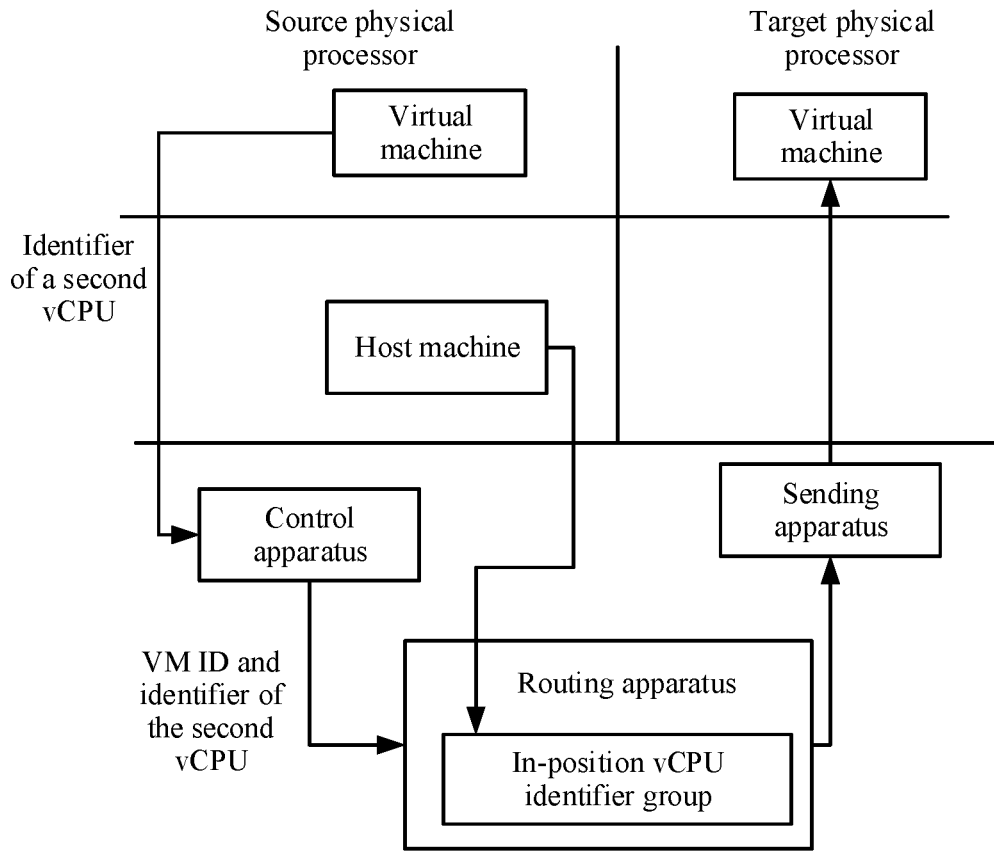 Source physical
processor
Target physical
processor
Virtual
machine
Virtual
machine
Identifier
of a second
vCPU
Host machine
Control
apparatus
Sending
apparatus
VM ID and
identifier of
the second
vCPU
Routing apparatus
In-position vCPU
identifier group